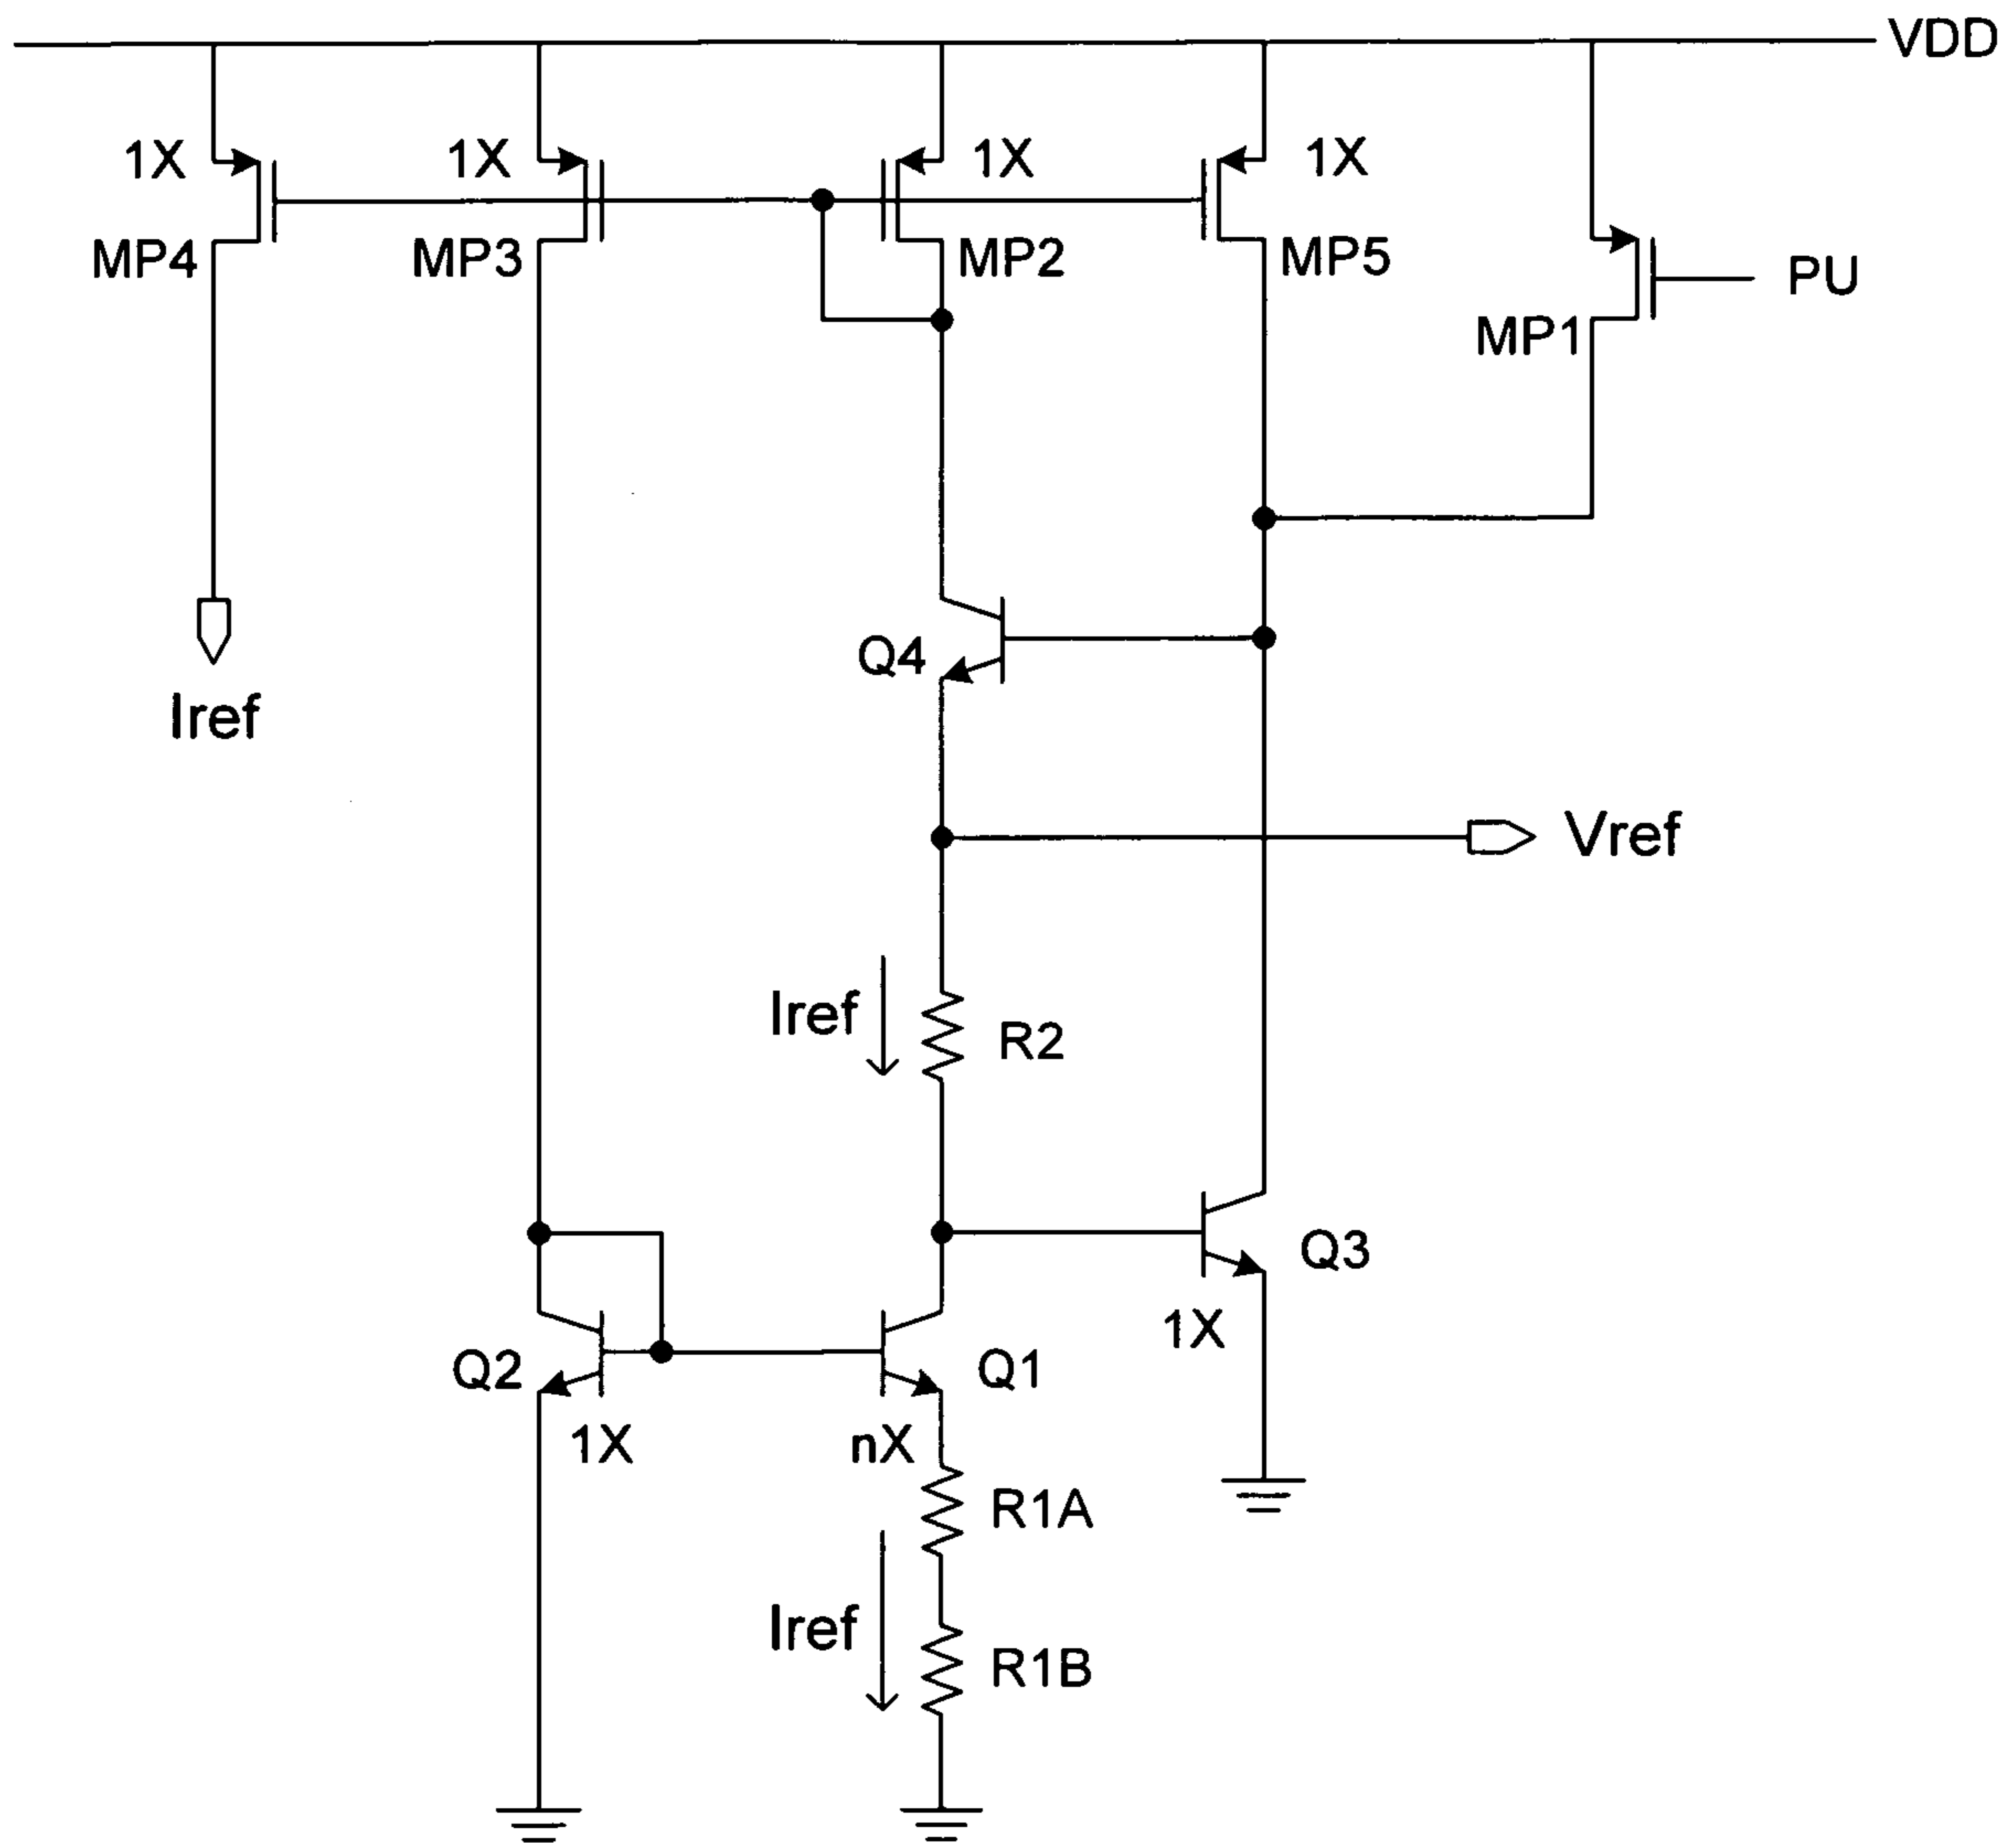 VDD
1X
1X
1X
1X
MP4
MP3
MP2
MP5
PU
MP1
Q4
Iref
Vref
Iref
R2
Q3
1X
Q2
Q1
1X
nX
R1A
Iref
R1B